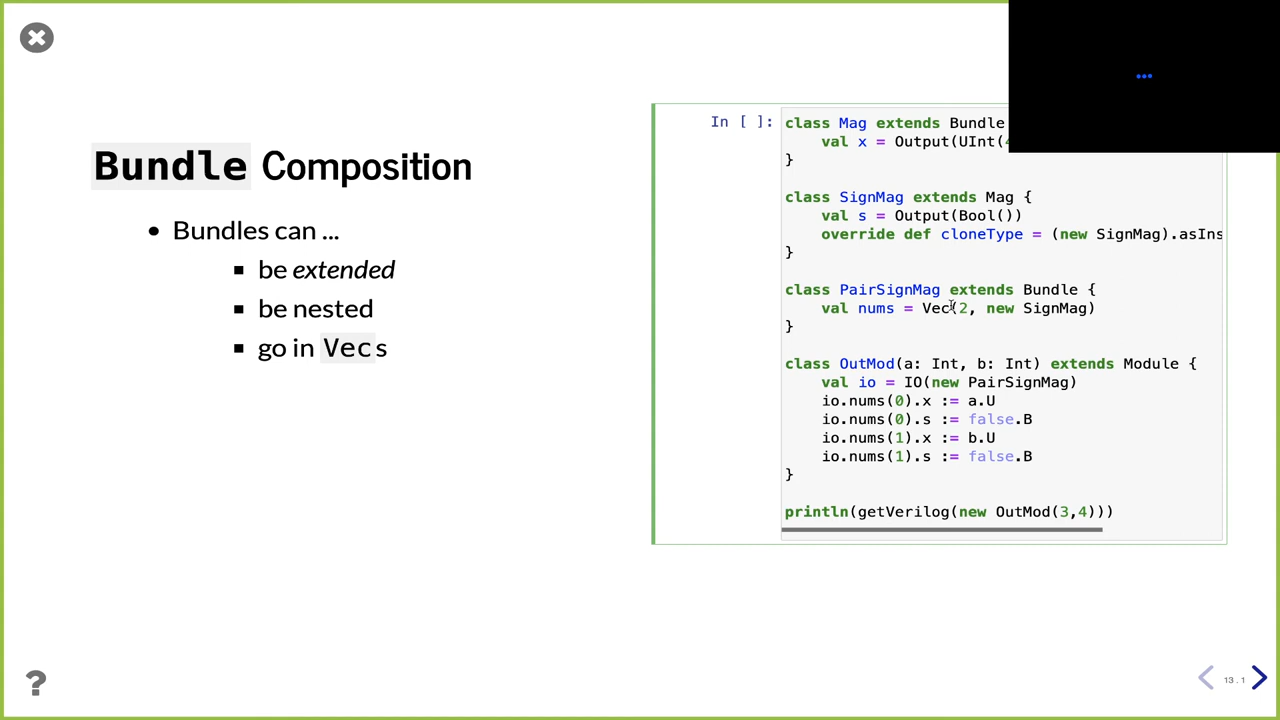 Bundle Composition
• Bundles can ...
▪ be extended
▪ be nested
▪ go in Vecs
In [ ]:
class Mag extends Bundle
    val x = Output(UInt(
}
class SignMag extends Mag {
    val s = Output(Bool())
    override def cloneType = (new SignMag).asIns
}
class PairSignMag extends Bundle {
    val nums = Vec(2, new SignMag)
}
class OutMod(a: Int, b: Int) extends Module {
    val io = IO(new PairSignMag)
    io.nums(0).x := a.U
    io.nums(0).s := false.B
    io.nums(1).x := b.U
    io.nums(1).s := false.B
}
println(getVerilog(new OutMod(3,4)))
?
13 . 1